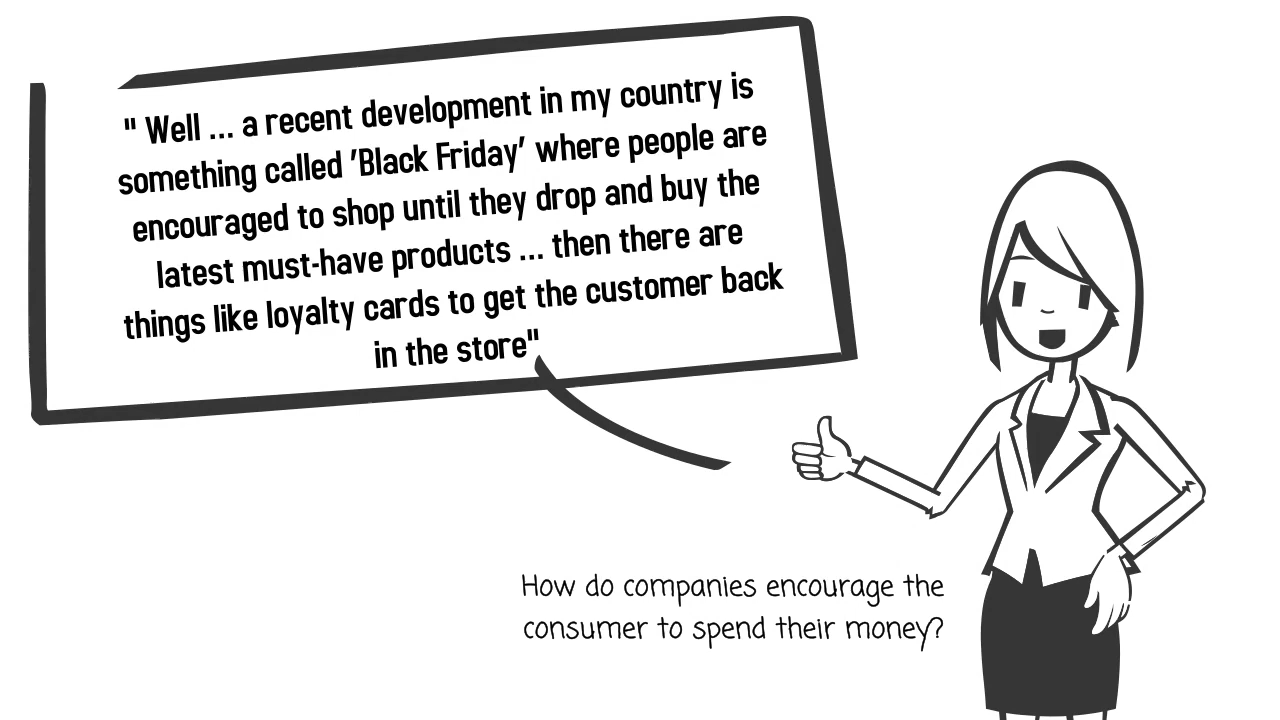 " Well ... a recent development in my country is
something called 'Black Friday' where people are
encouraged to shop until they drop and buy the
latest must-have products ... then there are
things like loyalty cards to get the customer back
in the store"
How do companies encourage the
consumer to spend their money?